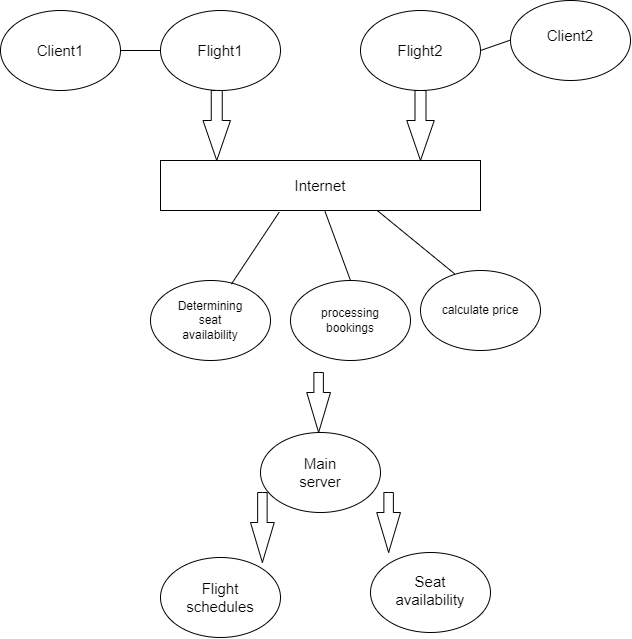 Client1
Flight1
Flight2
Client2
Internet
Determining
seat
availability
processing
bookings
calculate price
Main
server
Flight
schedules
Seat
availability